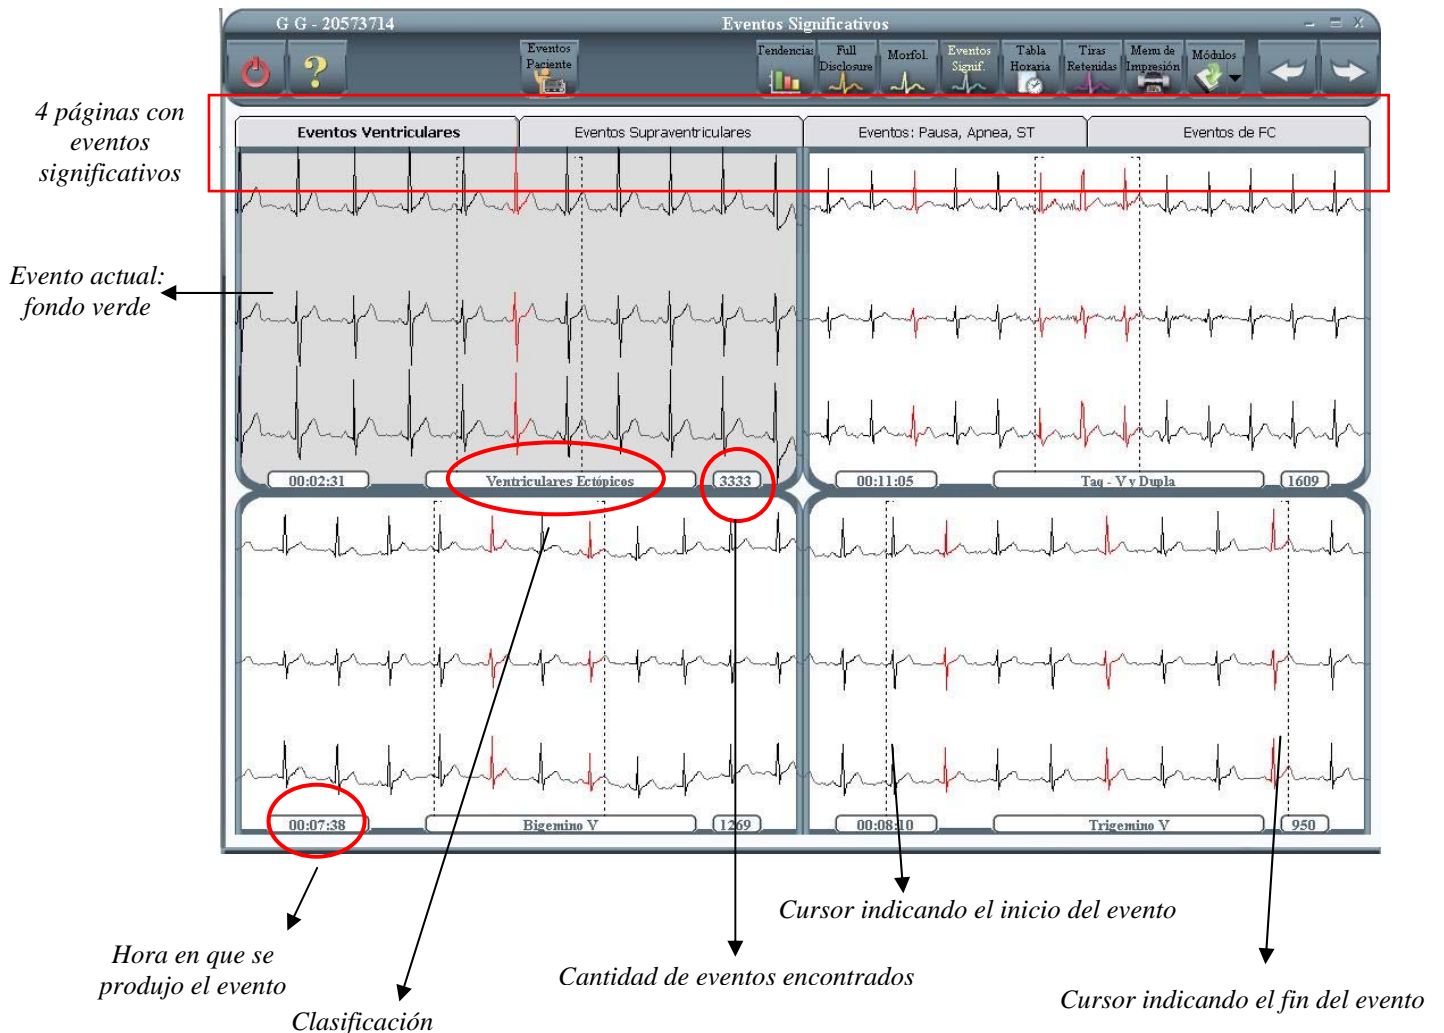 G G - 20573714
Eventos Significativos
Eventos
Paciente
Tendencias
Full
Disclosure
Morfol.
Eventos
Signif.
Tabla
Horaria
Tiras
Retenidas
Menu de
Impresión
Módulos
4 páginas con
eventos
significativos
Eventos Ventriculares
Eventos Supraventriculares
Eventos: Pausa, Apnea, ST
Eventos de FC
Evento actual:
fondo verde
00:02:31
Ventriculares Ectópicos
3333
00:11:05
Taq - V y Dupla
1609
00:07:38
Bigemino V
1269
00:08:10
Trigemino V
950
Cursor indicando el inicio del evento
Hora en que se
produjo el evento
Cantidad de eventos encontrados
Cursor indicando el fin del evento
Clasificación